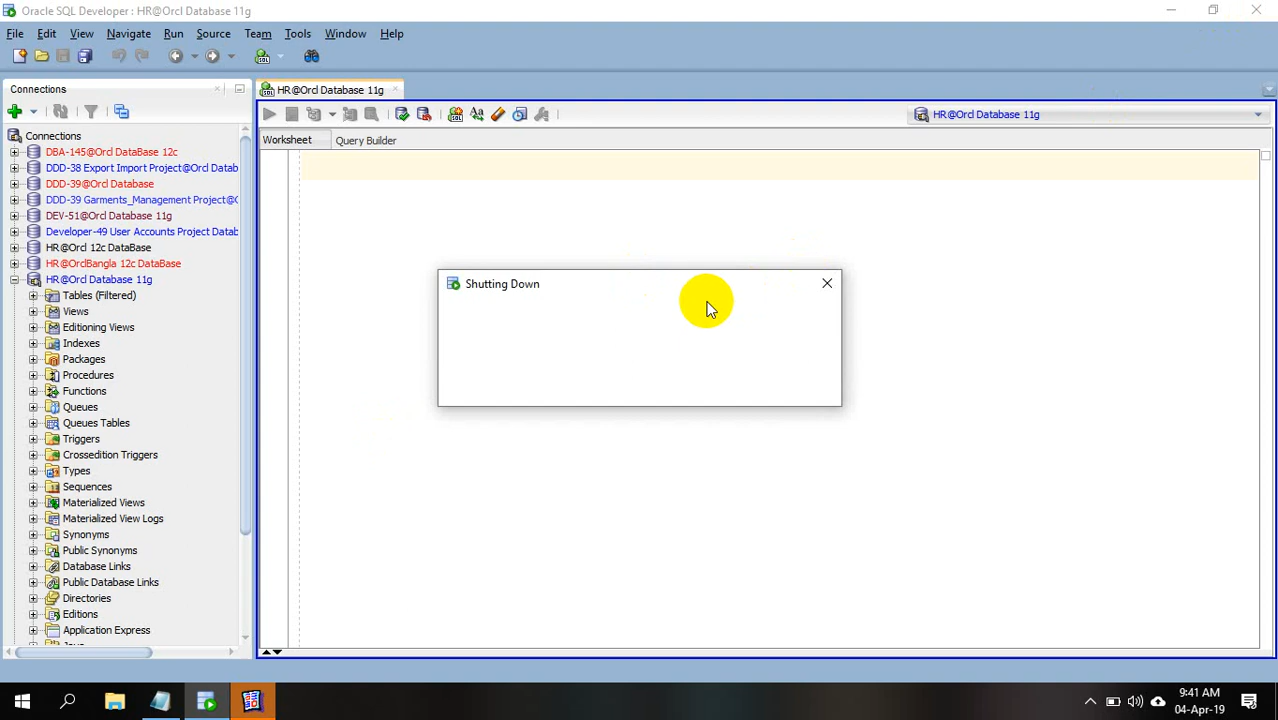 Oracle SQL Developer : HR@Orcl Database 11g
File Edit View Navigate Run Source Team Tools Window Help
Connections
HR@Orcl Database 11g
HR@Orcl Database 11g
Worksheet
Query Builder
Connections
DBA-145@Orcl DataBase 12c
DDD-38 Export Import Project@Orcl Datab
DDD-39@Orcl Database
DDD-39 Garments_Management Project@O
DEV-51@Orcl Database 11g
Developer-49 User Accounts Project Datab
HR@Orcl 12c DataBase
HR@OrclBangla 12c DataBase
HR@Orcl Database 11g
Tables (Filtered)
Views
Editioning Views
Indexes
Packages
Procedures
Functions
Queues
Queues Tables
Triggers
Crossedition Triggers
Types
Sequences
Materialized Views
Materialized View Logs
Synonyms
Public Synonyms
Database Links
Public Database Links
Directories
Editions
Application Express
Shutting Down
9:41 AM
04-Apr-19